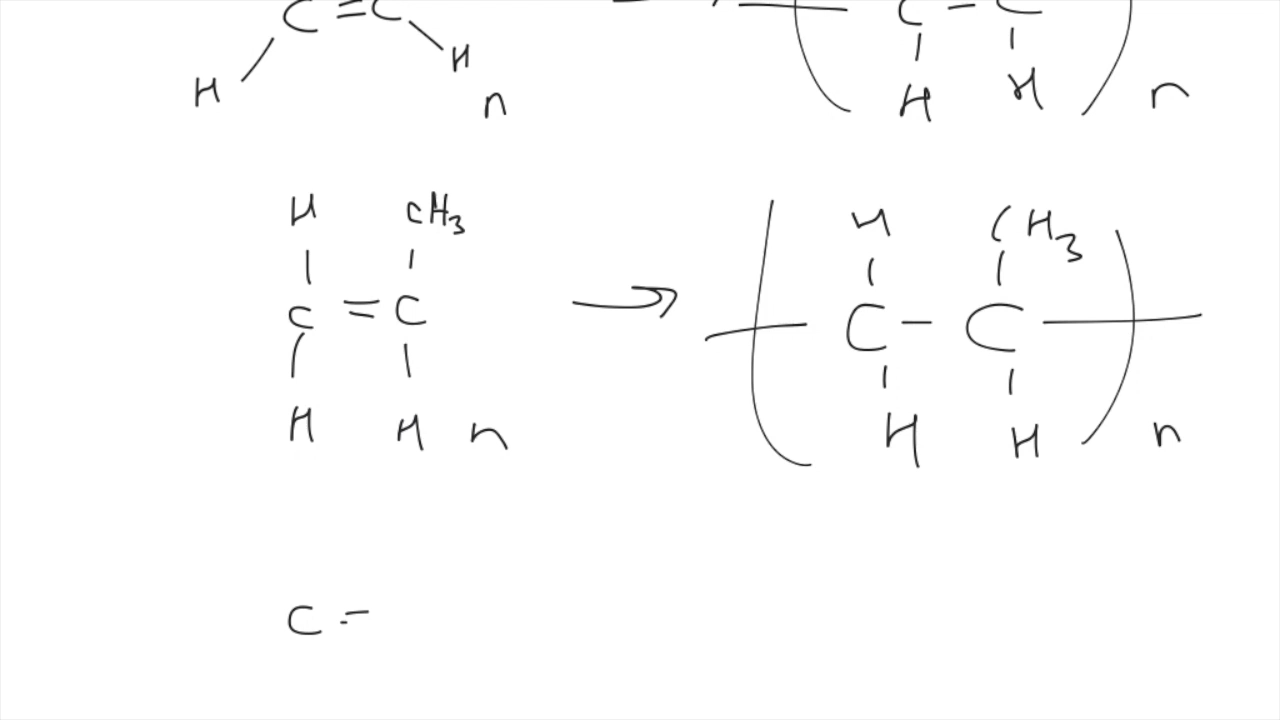 C = C C - C
H H H H
n n
H CH3 H CH3
C = C → C - C
H H n H H n
C =